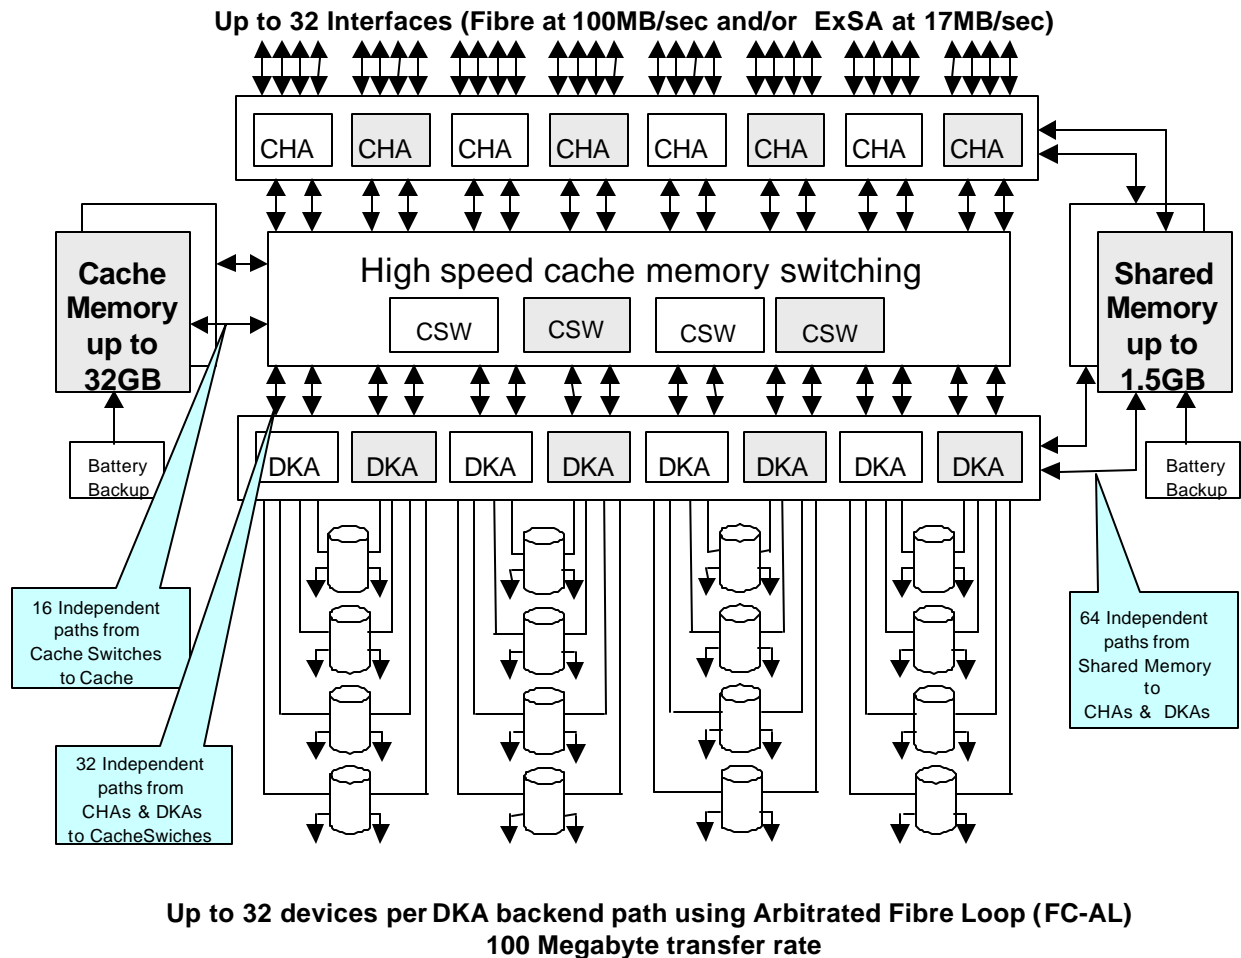 Up to 32 Interfaces (Fibre at 100MB/sec and/or ExSA at 17MB/sec)
CHA CHA CHA CHA CHA CHA CHA CHA
Cache
Memory
up to
32GB
High speed cache memory switching
CSW CSW CSW CSW
Shared
Memory
up to
1.5GB
Battery
Backup
DKA DKA DKA DKA DKA DKA DKA DKA
Battery
Backup
16 Independent
paths from
Cache Switches
to Cache
32 Independent
paths from
CHAs & DKAs
to CacheSwiches
64 Independent
paths from
Shared Memory
to
CHAs & DKAs
Up to 32 devices per DKA backend path using Arbitrated Fibre Loop (FC-AL)
100 Megabyte transfer rate